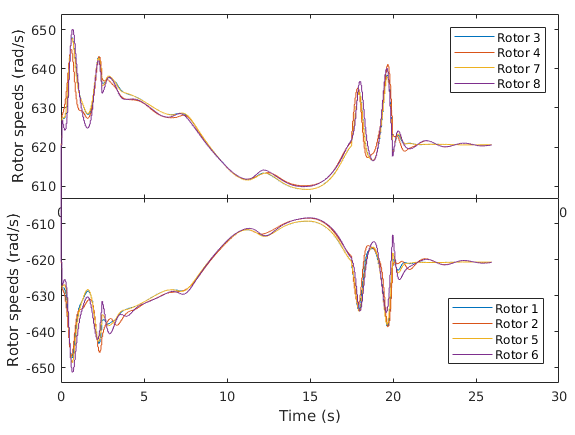 650
640
630
620
610
Rotor speeds (rad/s)
Rotor 3
Rotor 4
Rotor 7
Rotor 8
0
0
-610
-620
-630
-640
-650
Rotor speeds (rad/s)
Rotor 1
Rotor 2
Rotor 5
Rotor 6
0 5 10 15 20 25 30
Time (s)